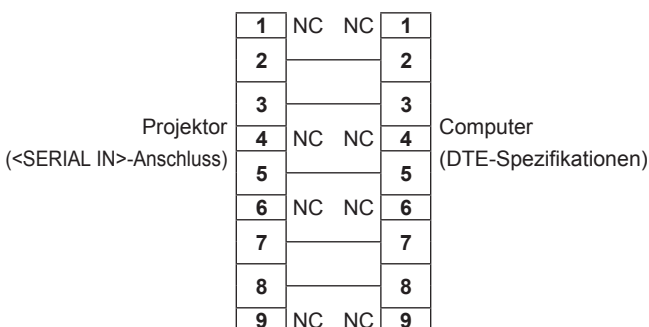 1 NC NC 1
2 2
3 3
Projektor
(<SERIAL IN>-Anschluss)
4 NC NC 4
Computer
(DTE-Spezifikationen)
5 5
6 NC NC 6
7 7
8 8
9 NC NC 9